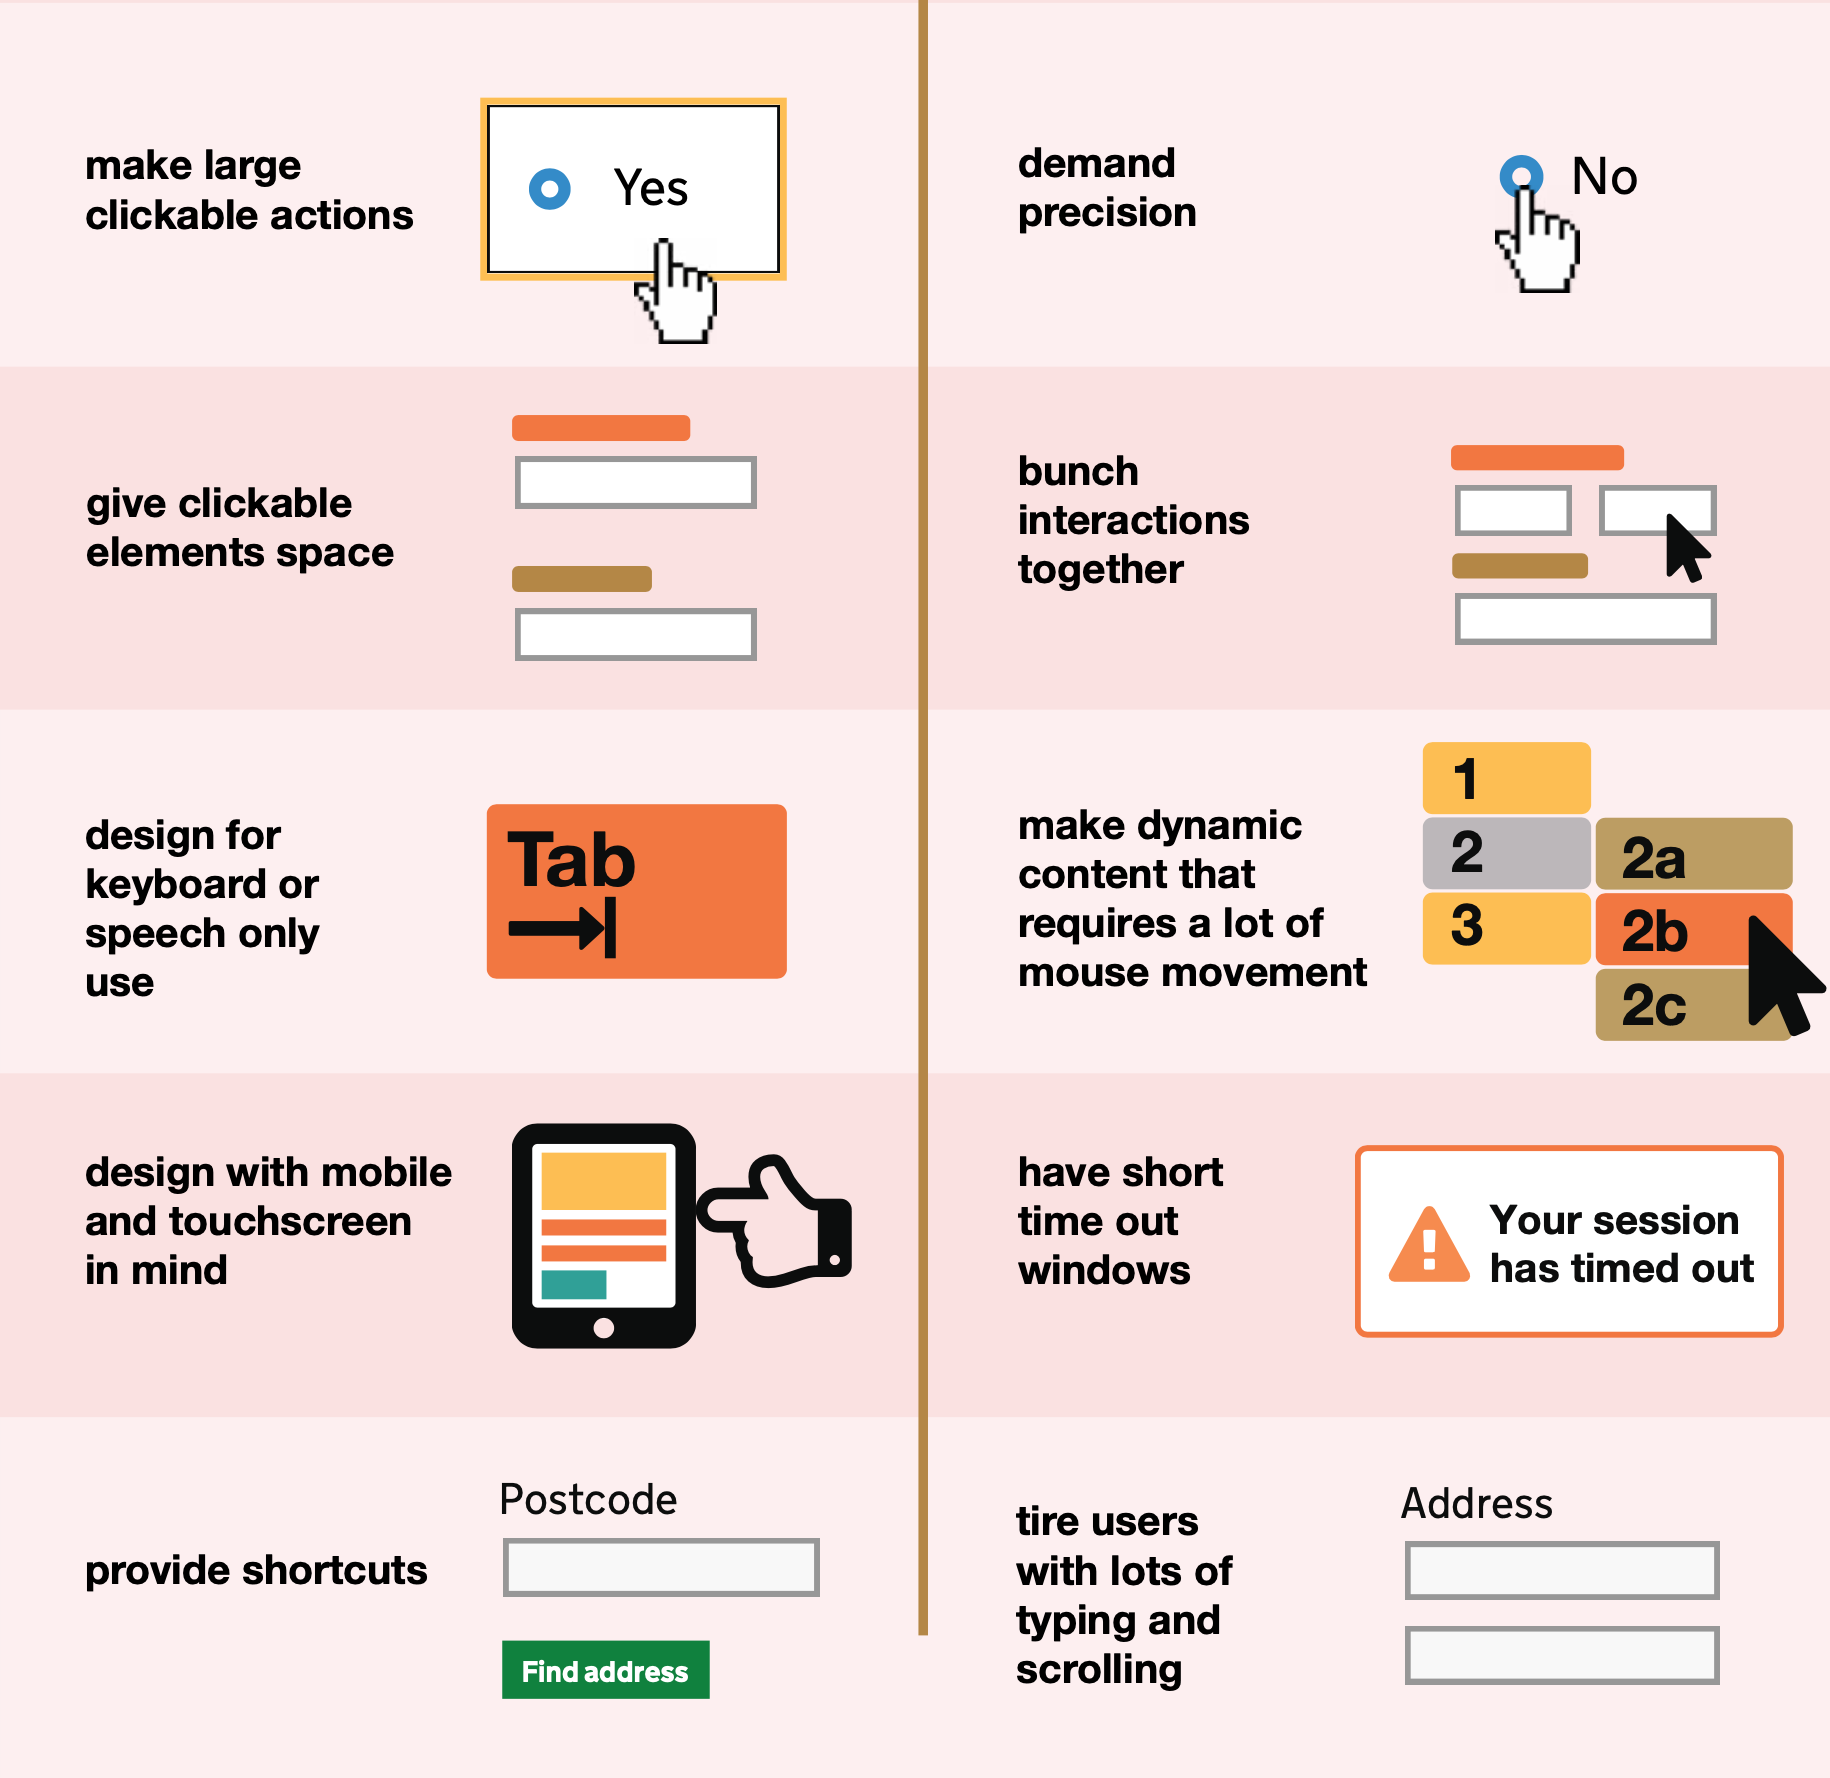 make large
clickable actions
Yes
demand
precision
No
give clickable
elements space
bunch
interactions
together
design for
keyboard or
speech only
use
Tab
make dynamic
content that
requires a lot of
mouse movement
1
2
3
2a
2b
2c
design with mobile
and touchscreen
in mind
have short
time out
windows
Your session
has timed out
provide shortcuts
Postcode
Find address
tire users
with lots of
typing and
scrolling
Address